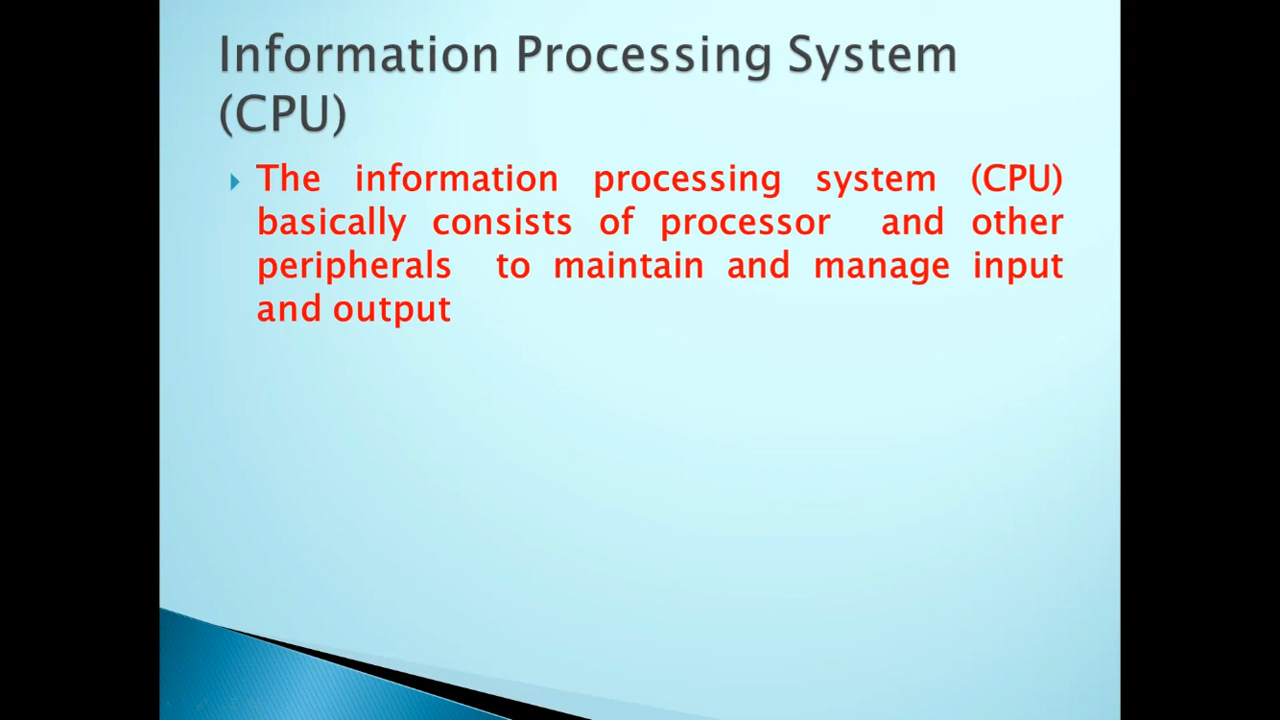 Information Processing System
(CPU)
The information processing system (CPU)
basically consists of processor and other
peripherals to maintain and manage input
and output